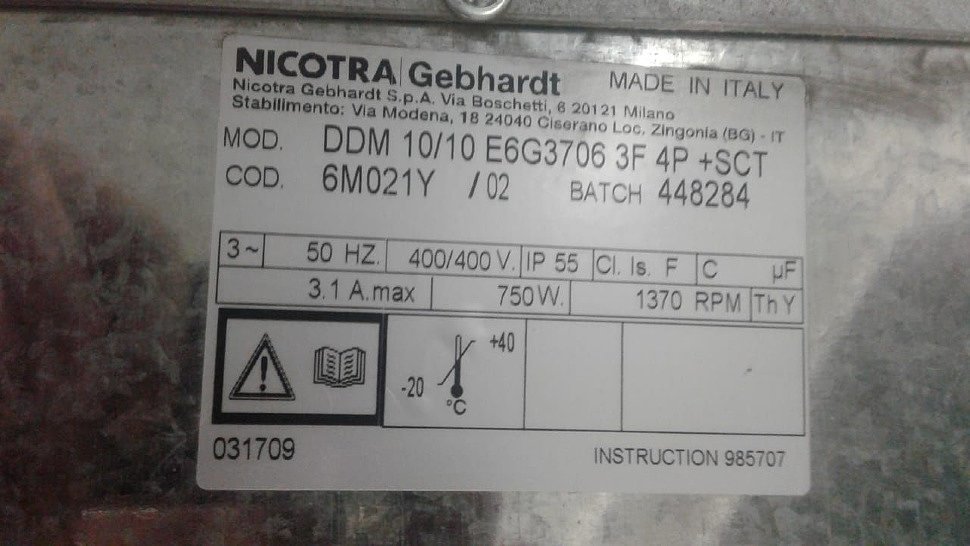 NICOTRA Gebhardt MADE IN ITALY
Nicotra Gebhardt S.p.A. Via Boschetti, 6 20121 Milano
Stabilimento: Via Modena, 18 24040 Ciserano Loc. Zingonia (BG) - IT
MOD. DDM 10/10 E6G3706 3F 4P +SCT
COD. 6M021Y /02 BATCH 448284
3~ 50 HZ. 400/400 V. IP 55 Cl. Is. F C µF
3.1 A.max 750W. 1370 RPM Th Y
-20 +40 °C
031709 INSTRUCTION 985707